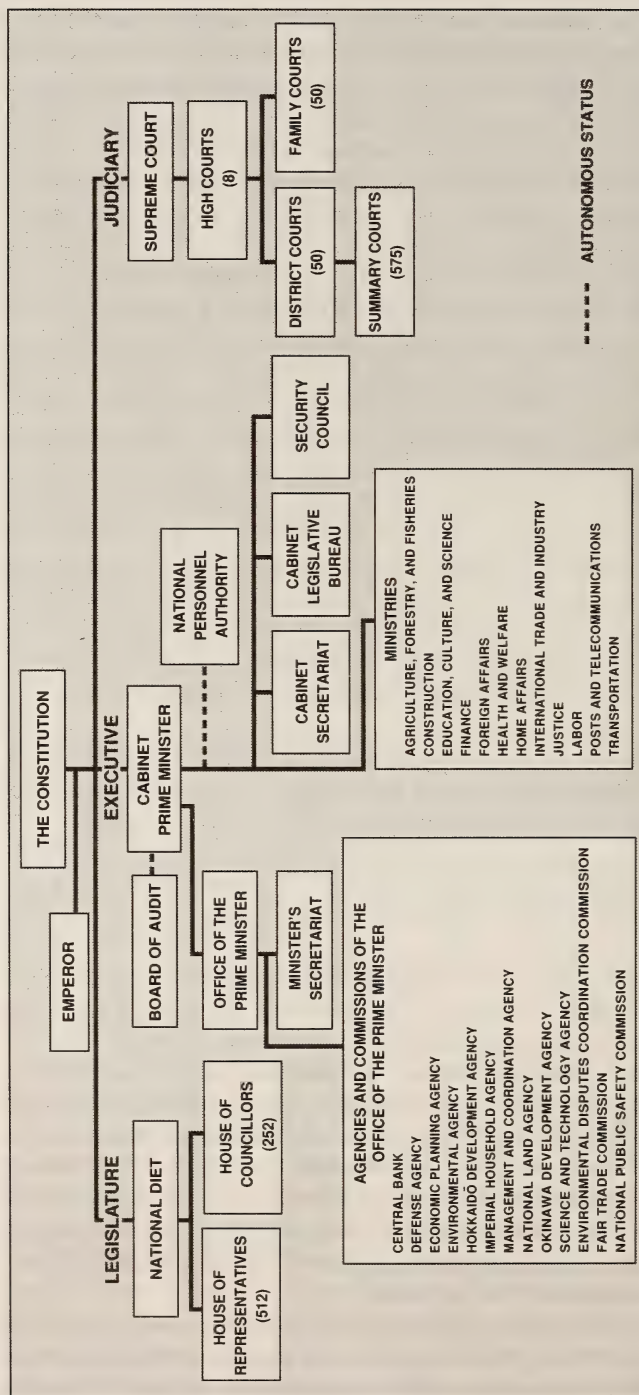 THE CONSTITUTION
EMPEROR
LEGISLATURE
EXECUTIVE
JUDICIARY
NATIONAL DIET
HOUSE OF
REPRESENTATIVES
(512)
HOUSE OF
COUNCILLORS
(252)
BOARD OF AUDIT
CABINET
PRIME MINISTER
NATIONAL
PERSONNEL
AUTHORITY
OFFICE OF THE
PRIME MINISTER
MINISTER'S
SECRETARIAT
CABINET
SECRETARIAT
CABINET
LEGISLATIVE
BUREAU
SECURITY
COUNCIL
SUPREME COURT
HIGH COURTS
(8)
DISTRICT COURTS
(50)
FAMILY COURTS
(50)
SUMMARY COURTS
(575)
AGENCIES AND COMMISSIONS OF THE
OFFICE OF THE PRIME MINISTER
CENTRAL BANK
DEFENSE AGENCY
ECONOMIC PLANNING AGENCY
ENVIRONMENTAL AGENCY
HOKKAIDŌ DEVELOPMENT AGENCY
IMPERIAL HOUSEHOLD AGENCY
MANAGEMENT AND COORDINATION AGENCY
NATIONAL LAND AGENCY
OKINAWA DEVELOPMENT AGENCY
SCIENCE AND TECHNOLOGY AGENCY
ENVIRONMENTAL DISPUTES COORDINATION COMMISSION
FAIR TRADE COMMISSION
NATIONAL PUBLIC SAFETY COMMISSION
MINISTRIES
AGRICULTURE, FORESTRY, AND FISHERIES
CONSTRUCTION
EDUCATION, CULTURE, AND SCIENCE
FINANCE
FOREIGN AFFAIRS
HEALTH AND WELFARE
HOME AFFAIRS
INTERNATIONAL TRADE AND INDUSTRY
JUSTICE
LABOR
POSTS AND TELECOMMUNICATIONS
TRANSPORTATION
AUTONOMOUS STATUS